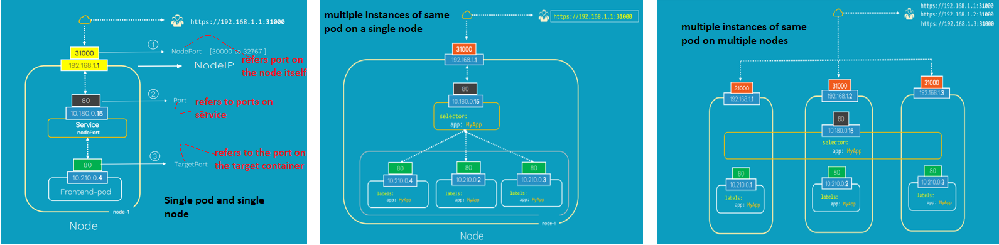 https://192.168.1.1:31000
31000
1
NodePort [30000 to 32767 ]
192.168.1.1
NodeIP
refers port on
the node itself
80
2
Port
refers to ports on
service
10.180.0.15
Service
nodePort
80
3
TargetPort
refers to the port on
the target container
10.210.0.4
Frontend-pod
Single pod and single
node
node-1
Node
multiple instances of same
pod on a single node
https://192.168.1.1:31000
31000
192.168.1.1
80
10.180.0.15
selector:
app: MyApp
80
80
80
10.210.0.4
10.210.0.2
10.210.0.3
labels:
app: MyApp
labels:
app: MyApp
labels:
app: MyApp
node-1
Node
multiple instances of same
pod on multiple nodes
https://192.168.1.1:31000
https://192.168.1.2:31000
https://192.168.1.3:31000
31000
31000
31000
192.168.1.1
192.168.1.2
192.168.1.3
80
10.180.0.15
selector:
app: MyApp
80
80
80
10.210.0.1
10.210.0.2
10.210.0.3
labels:
app: MyApp
labels:
app: MyApp
labels:
app: MyApp